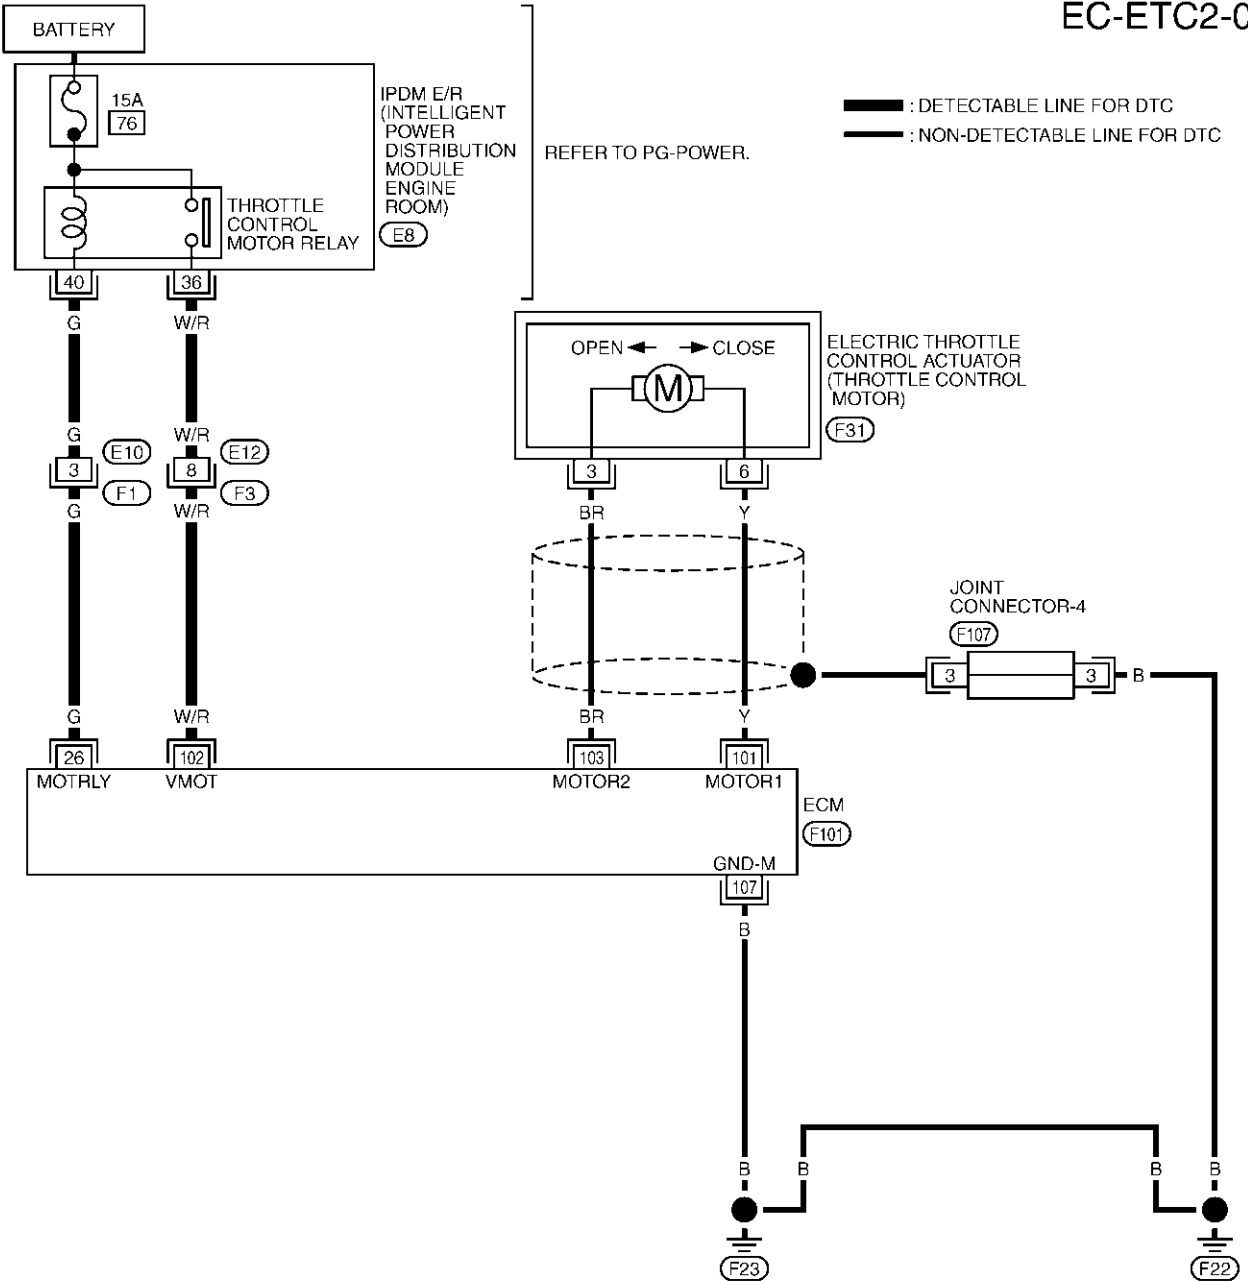 EC-ETC2-0
BATTERY
15A
76
IPDM E/R
(INTELLIGENT
POWER
DISTRIBUTION
MODULE
ENGINE
ROOM)
E8
REFER TO PG-POWER.
: DETECTABLE LINE FOR DTC
: NON-DETECTABLE LINE FOR DTC
THROTTLE
CONTROL
MOTOR RELAY
40 36
G W/R
G W/R
E10 E12
3 8
F1 F3
G W/R
OPEN CLOSE
M
ELECTRIC THROTTLE
CONTROL ACTUATOR
(THROTTLE CONTROL
MOTOR)
F31
3 6
BR Y
JOINT
CONNECTOR-4
F107
3 3 B
G W/R BR Y
26 102 103 101
MOTRLY VMOT MOTOR2 MOTOR1
ECM
F101
GND-M
107
B
B B B B
F23 F22